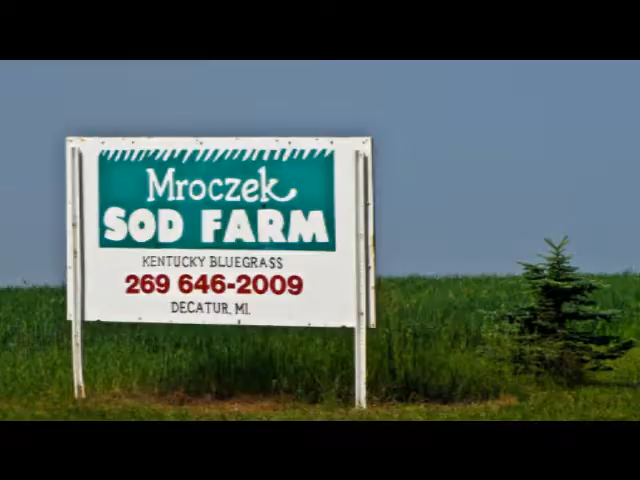 Mroczek
SOD FARM
KENTUCKY BLUEGRASS
269 646-2009
DECATUR, MI.